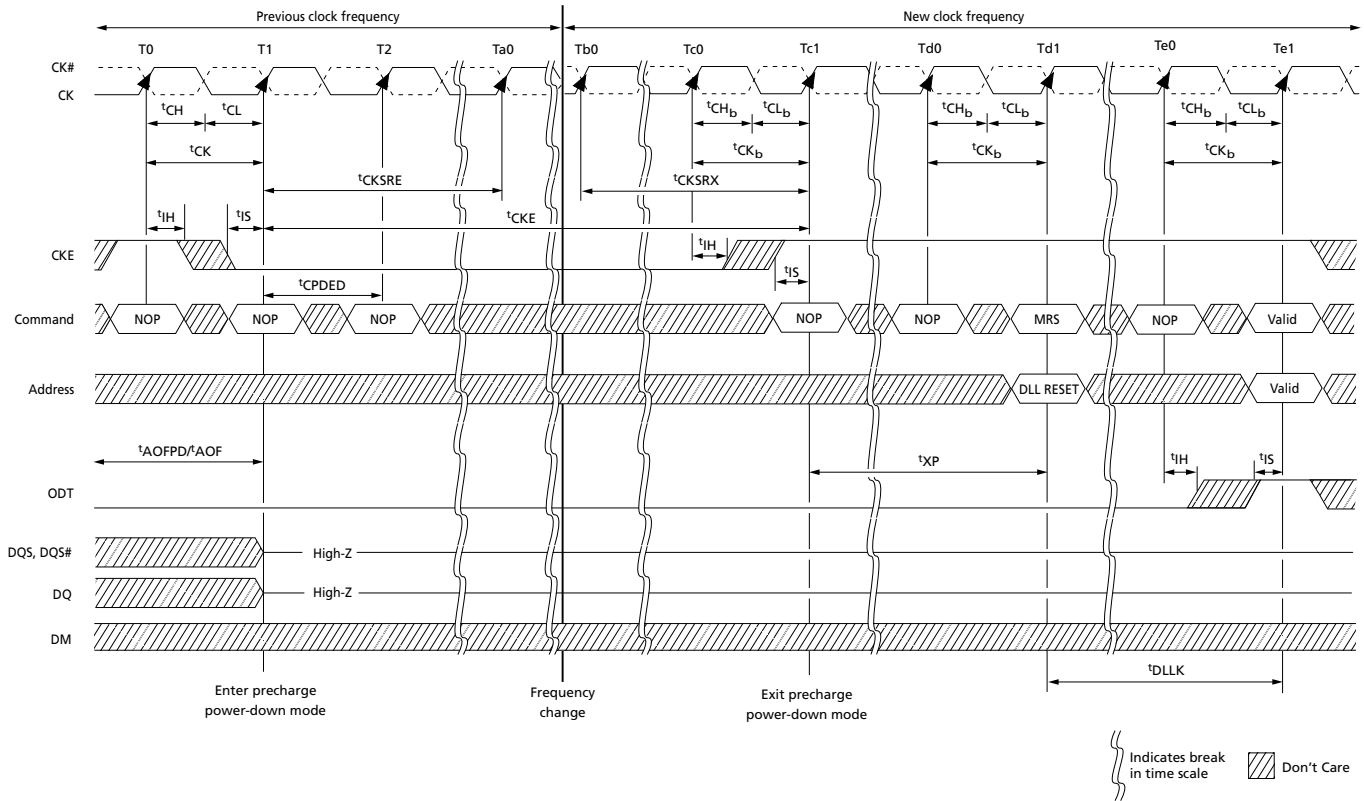 Previous clock frequency New clock frequency
T0 T1 T2 Ta0 Tb0 Tc0 Tc1 Td0 Td1 Te0 Te1
CK#
CK
tCH tCL tCHb tCLb tCHb tCLb tCHb tCLb
tCK tCKb tCKb tCKb
tCKSRE tCKSRX
tIH tIS tCKE
CKE tIH
tIS
tCPDED
Command NOP NOP NOP NOP NOP MRS NOP Valid
Address DLL RESET Valid
tAOFPD/tAOF tXP
tIH tIS
ODT
DQS, DQS# High-Z
DQ High-Z
DM
tDLLK
Enter precharge
power-down mode
Frequency
change
Exit precharge
power-down mode
Indicates break
in time scale
Don't Care